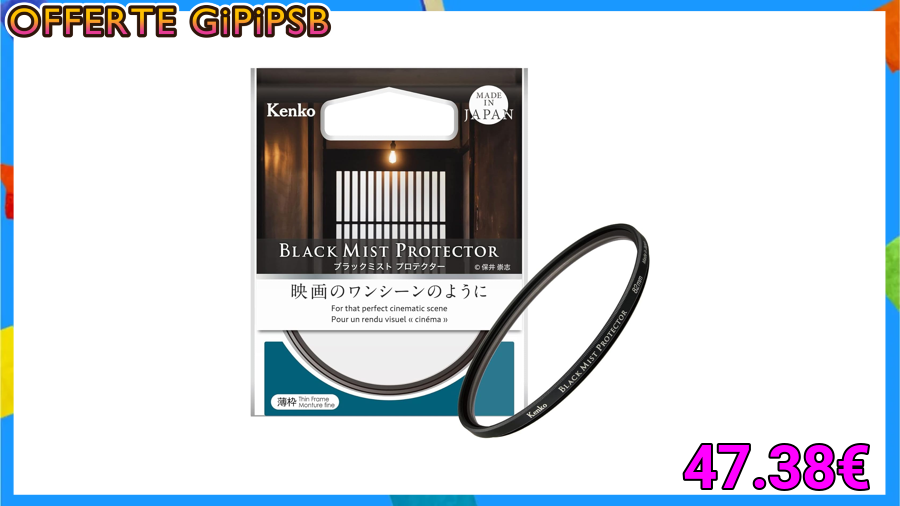 OFFERTE GiPiPSB
Kenko
MADE
IN
JAPAN
BLACK MIST PROTECTOR
ブラックミスト プロテクター
© 保井 崇志
映画のワンシーンのように
For that perfect cinematic scene
Pour un rendu visuel « cinéma »
薄枠
Thin Frame
Monture fine
Kenko
BLACK MIST PROTECTOR
82mm
47.38€